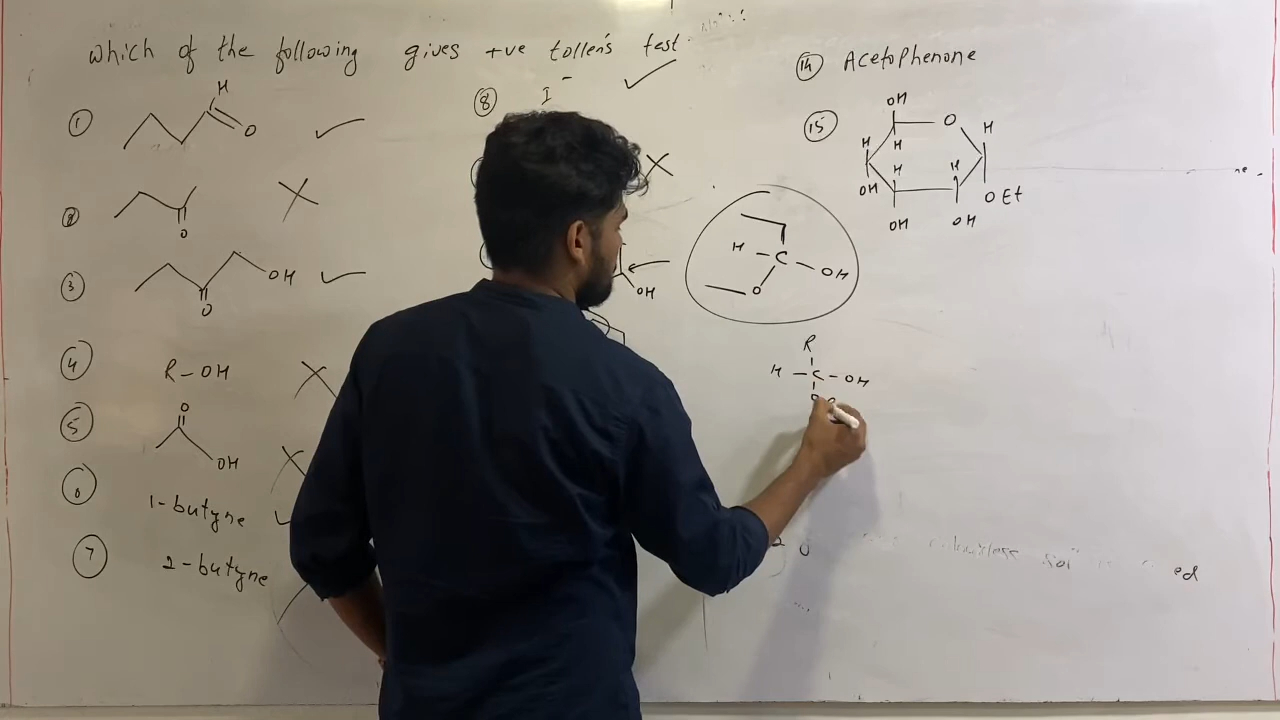 which of the following gives +ve tollen's test
① H O
② O
③ OH O
④ R-OH
⑤ O OH
⑥ 1-butyne
⑦ 2-butyne
⑧ I -
OH
H - C - OH
O
R
H - C - OH
O
⑭ Acetophenone
⑮ OH O H
H H H H
OH OEt
OH OH